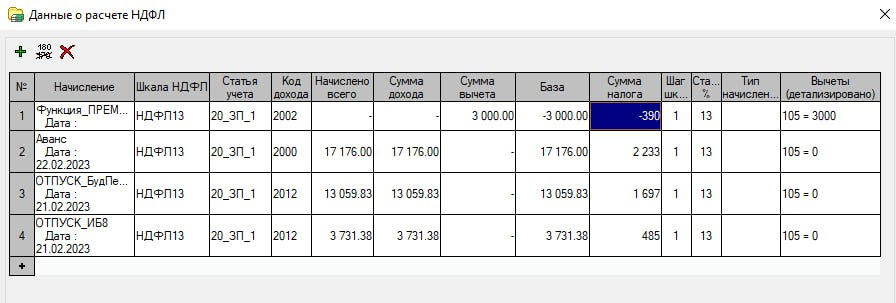 Данные о расчете НДФЛ
№ Начисление Шкала НДФЛ Статья учета Код дохода Начислено всего Сумма дохода Сумма вычета База Сумма налога Шаг шк... Ста... % Тип начислен... Вычеты (детализировано)
1 Функция_ПРЕМ... Дата : НДФЛ13 20_ЗП_1 2002 - - 3 000.00 -3 000.00 -390 1 13 105 = 3000
2 Аванс Дата : 22.02.2023 НДФЛ13 20_ЗП_1 2000 17 176.00 17 176.00 - 17 176.00 2 233 1 13 105 = 0
3 ОТПУСК_БудПе... Дата : 21.02.2023 НДФЛ13 20_ЗП_1 2012 13 059.83 13 059.83 - 13 059.83 1 697 1 13 105 = 0
4 ОТПУСК_ИБ8 Дата : 21.02.2023 НДФЛ13 20_ЗП_1 2012 3 731.38 3 731.38 - 3 731.38 485 1 13 105 = 0